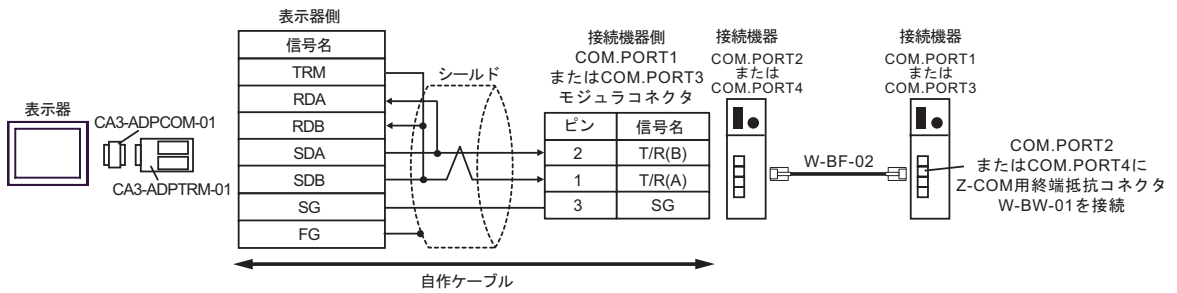 表示器
CA3-ADPCOM-01
CA3-ADPTRM-01
表示器側
信号名
TRM
RDA
RDB
SDA
SDB
SG
FG
シールド
自作ケーブル
接続機器側
COM.PORT1
またはCOM.PORT3
モジュラコネクタ
ピン 信号名
2 T/R(B)
1 T/R(A)
3 SG
接続機器
COM.PORT2
または
COM.PORT4
W-BF-02
接続機器
COM.PORT1
または
COM.PORT3
COM.PORT2
またはCOM.PORT4に
Z-COM用終端抵抗コネクタ
W-BW-01を接続